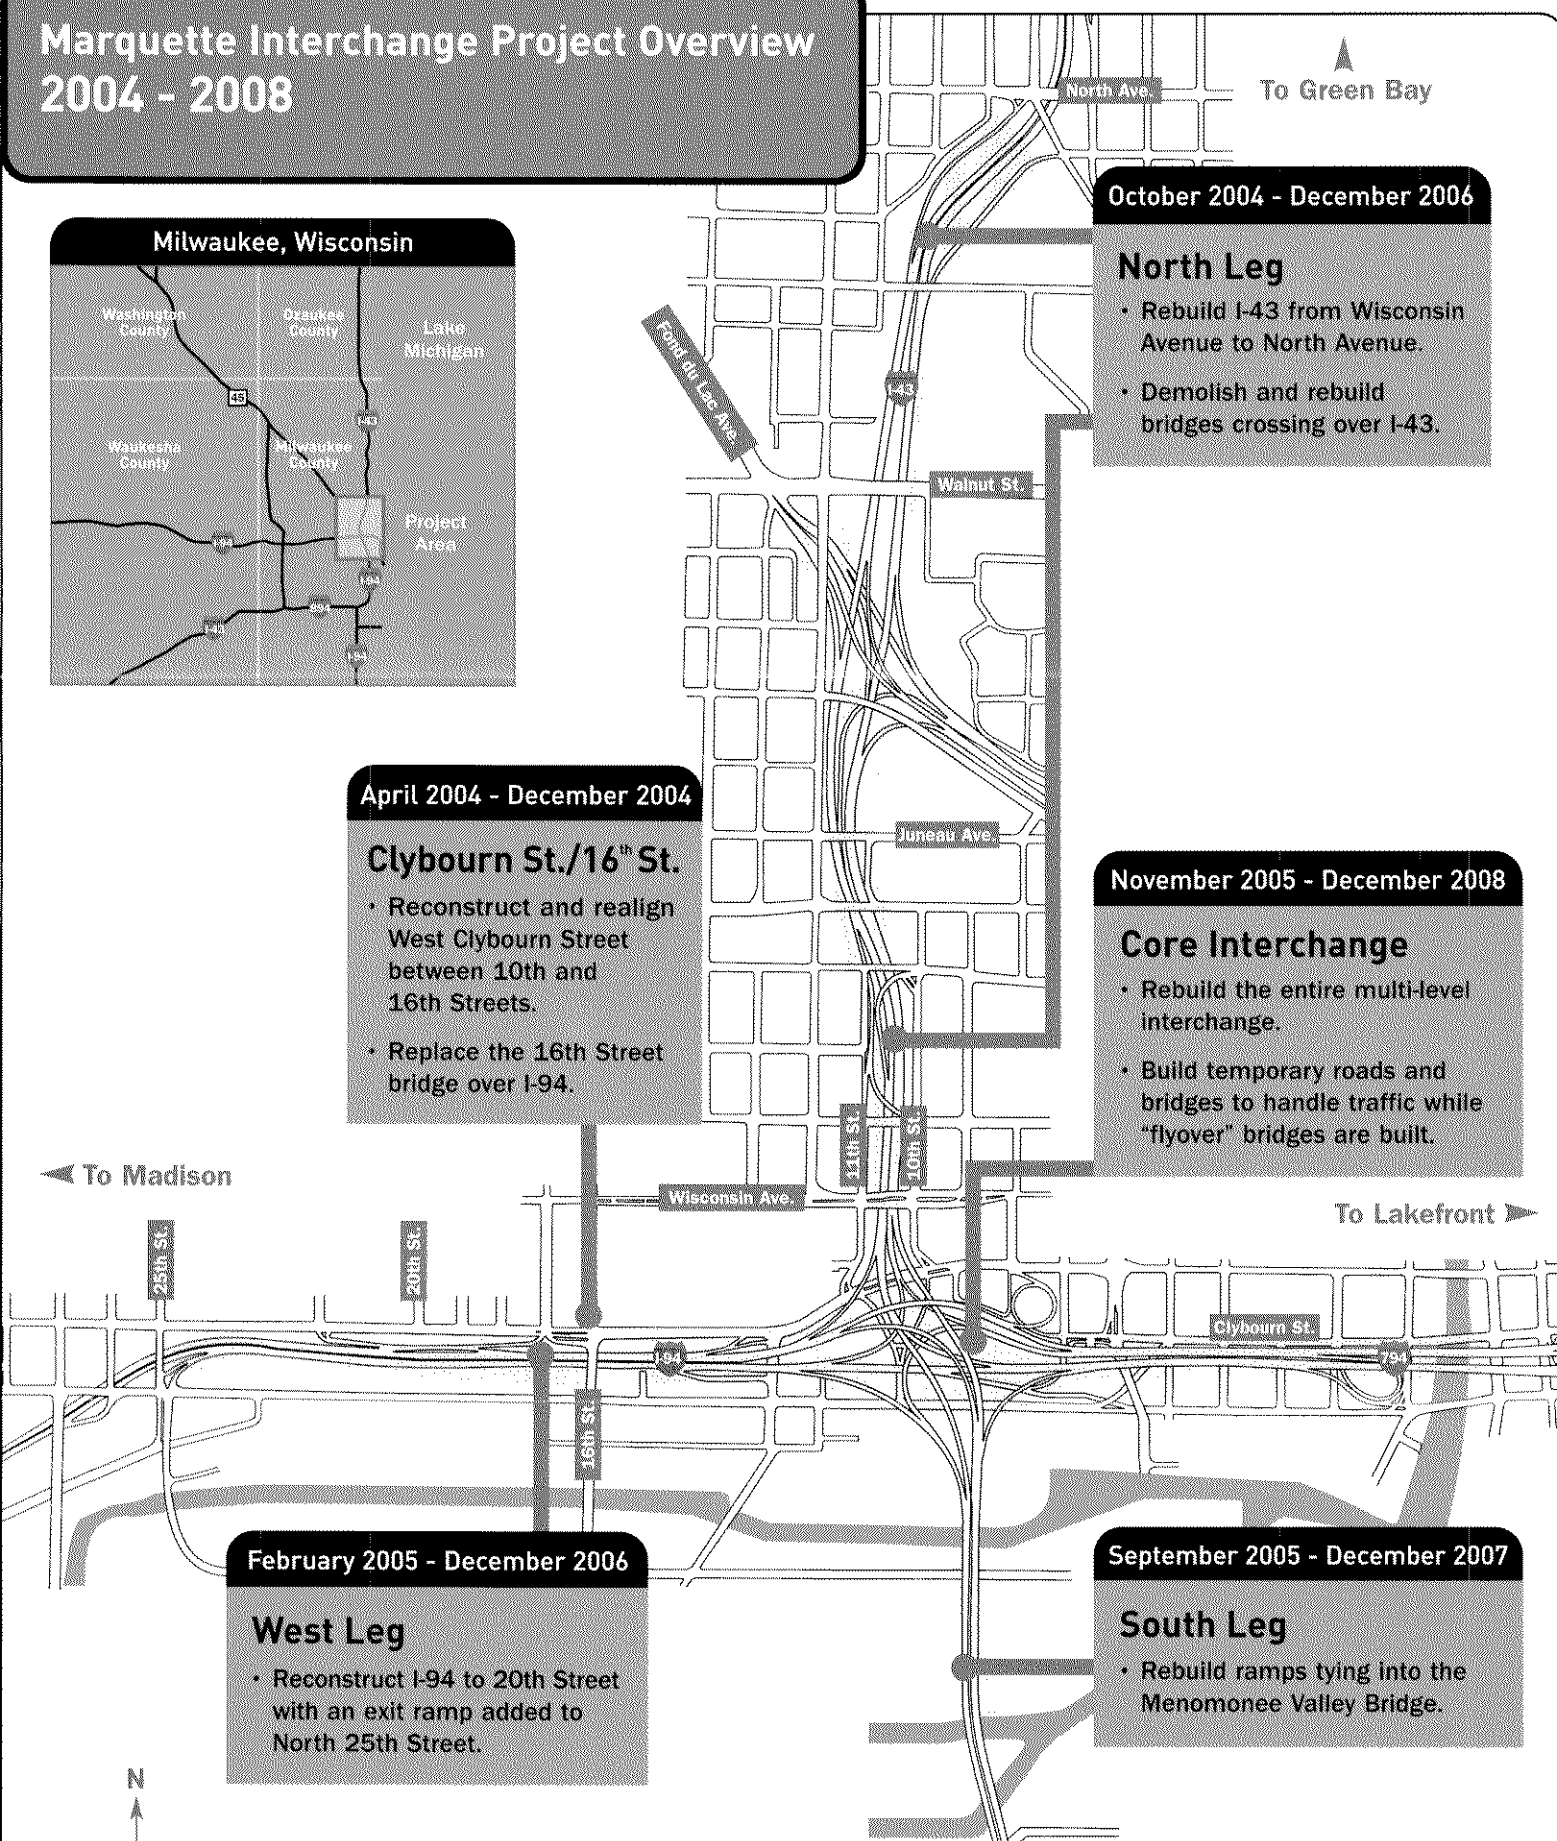 Marquette Interchange Project Overview
2004 - 2008
To Green Bay
North Ave.
October 2004 - December 2006
North Leg
· Rebuild I-43 from Wisconsin
Avenue to North Avenue.
· Demolish and rebuild
bridges crossing over I-43.
Milwaukee, Wisconsin
Washington
County
Ozaukee
County
Lake
Michigan
45
I-43
Waukesha
County
Milwaukee
County
Project
Area
I-94
I-94
894
I-43
I-94
Fond du Lac Ave.
I-43
Walnut St.
April 2004 - December 2004
Clybourn St./16th St.
· Reconstruct and realign
West Clybourn Street
between 10th and
16th Streets.
· Replace the 16th Street
bridge over I-94.
Juneau Ave.
November 2005 - December 2008
Core Interchange
· Rebuild the entire multi-level
interchange.
· Build temporary roads and
bridges to handle traffic while
“flyover” bridges are built.
11th St.
10th St.
To Madison
Wisconsin Ave.
To Lakefront
25th St.
20th St.
Clybourn St.
I-94
794
16th St.
February 2005 - December 2006
West Leg
· Reconstruct I-94 to 20th Street
with an exit ramp added to
North 25th Street.
September 2005 - December 2007
South Leg
· Rebuild ramps tying into the
Menomonee Valley Bridge.
N